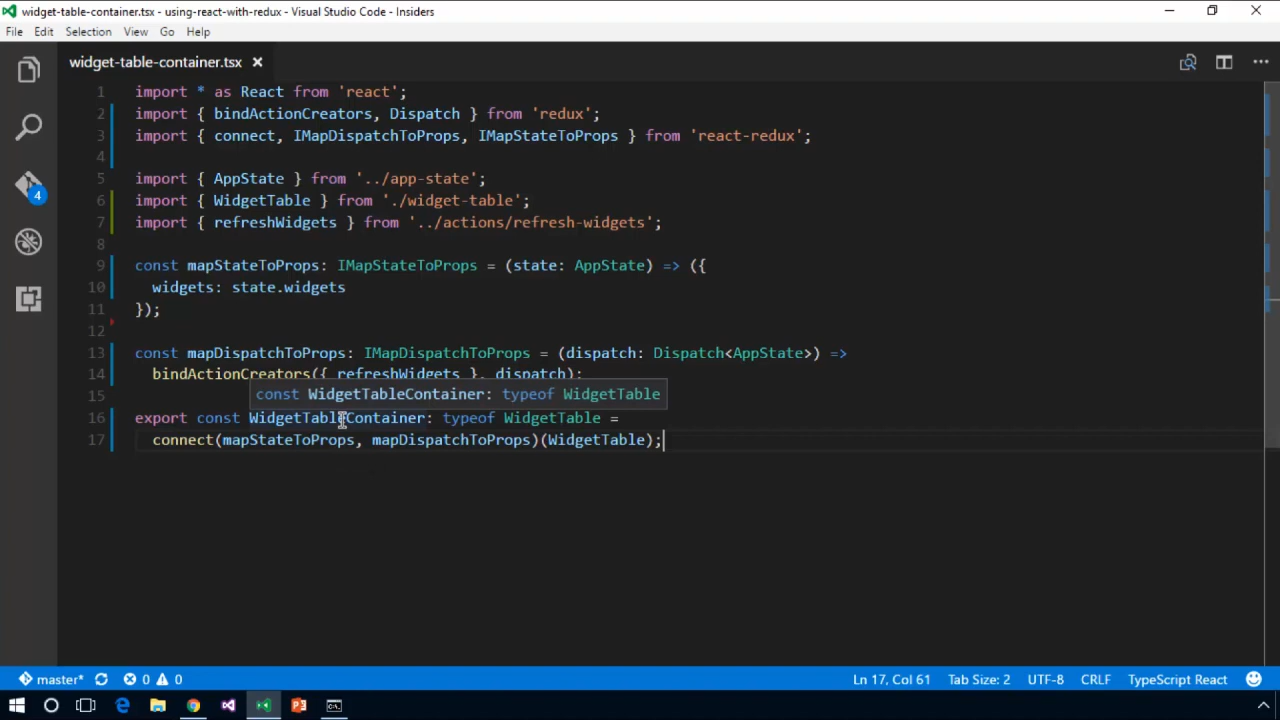 widget-table-container.tsx - using-react-with-redux - Visual Studio Code - Insiders
File Edit Selection View Go Help
widget-table-container.tsx
1 import * as React from 'react';
2 import { bindActionCreators, Dispatch } from 'redux';
3 import { connect, IMapDispatchToProps, IMapStateToProps } from 'react-redux';
4
5 import { AppState } from '../app-state';
6 import { WidgetTable } from './widget-table';
7 import { refreshWidgets } from '../actions/refresh-widgets';
8
9 const mapStateToProps: IMapStateToProps = (state: AppState) => ({
10 widgets: state.widgets
11 });
12
13 const mapDispatchToProps: IMapDispatchToProps = (dispatch: Dispatch<AppState>) =>
14 bindActionCreators({ refreshWidgets }, dispatch);
15
const WidgetTableContainer: typeof WidgetTable
16 export const WidgetTableContainer: typeof WidgetTable =
17 connect(mapStateToProps, mapDispatchToProps)(WidgetTable);
4
master* 0 0 Ln 17, Col 61 Tab Size: 2 UTF-8 CRLF TypeScript React